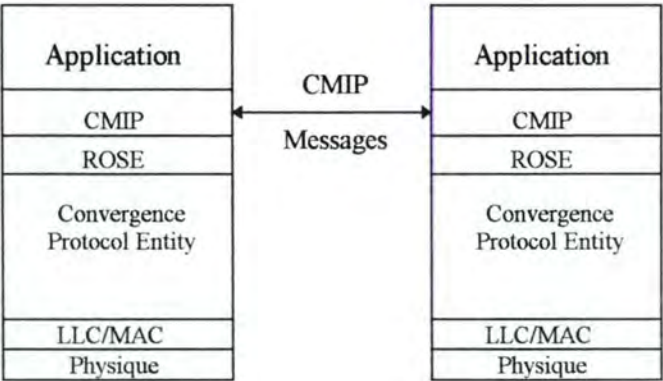 Application
CMIP
ROSE
Convergence
Protocol Entity
LLC/MAC
Physique
CMIP
Messages
Application
CMIP
ROSE
Convergence
Protocol Entity
LLC/MAC
Physique